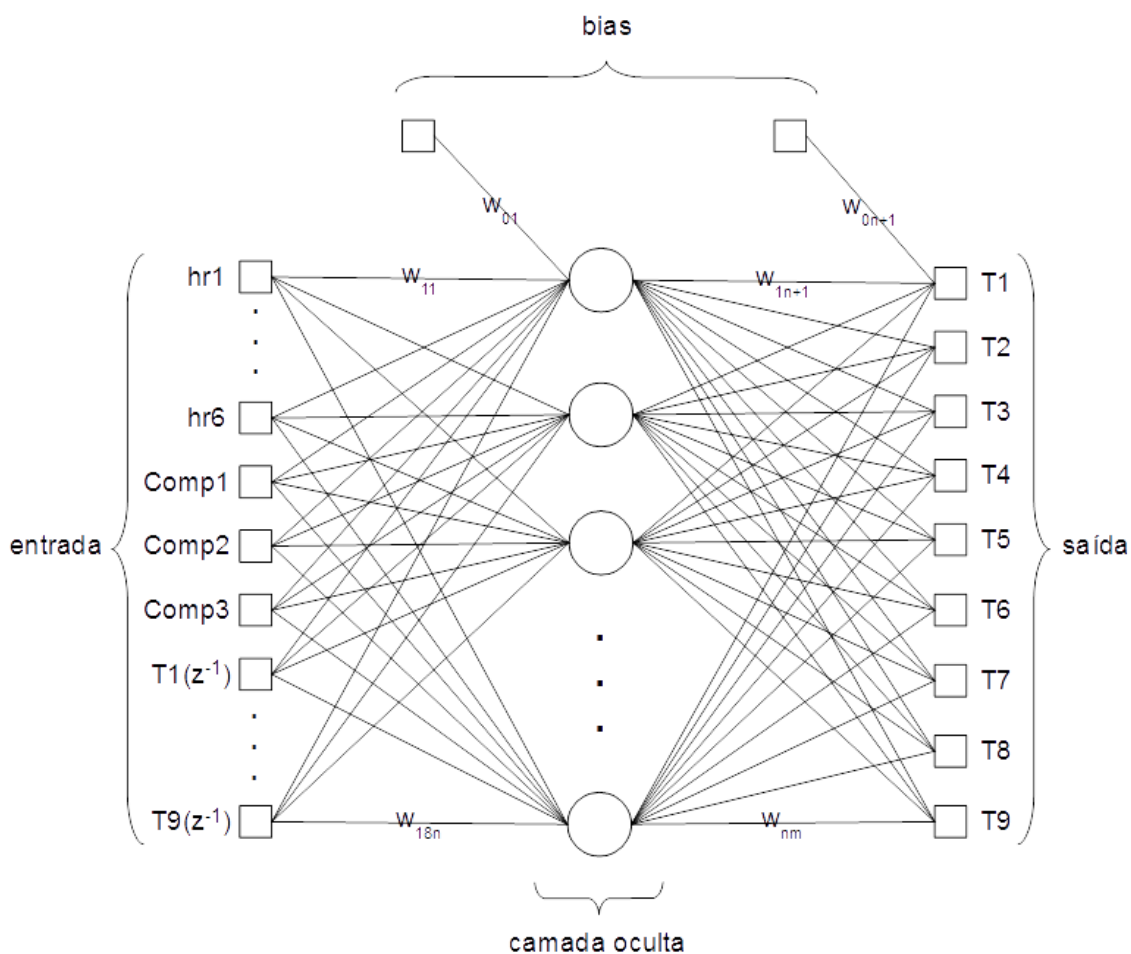 bias
W01
W0n+1
hr1
W11
W1n+1
T1
T2
hr6
T3
Comp1
T4
entrada
Comp2
T5
saída
Comp3
T6
T1(z-1)
T7
T8
T9(z-1)
W18n
Wnm
T9
camada oculta